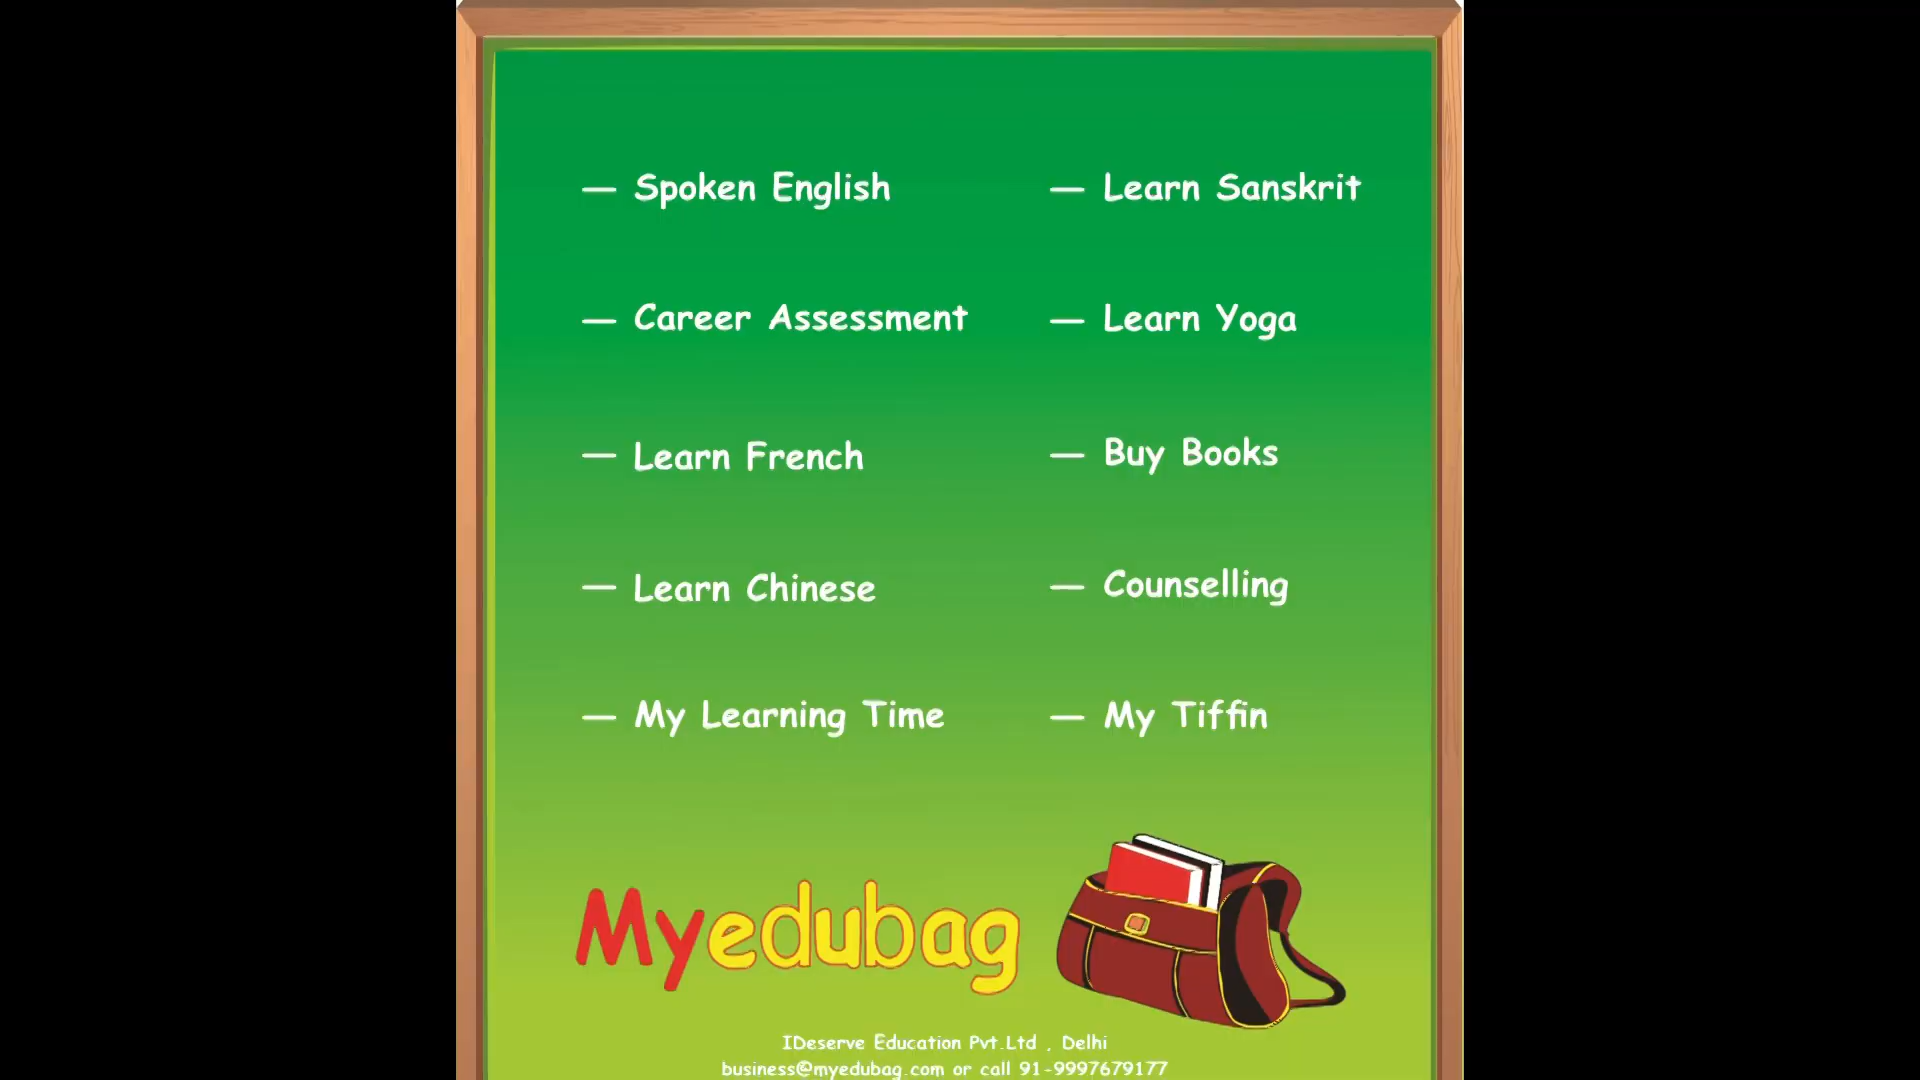 — Spoken English
— Career Assessment
— Learn French
— Learn Chinese
— My Learning Time
— Learn Sanskrit
— Learn Yoga
— Buy Books
— Counselling
— My Tiffin
Myedubag
IDeserve Education Pvt.Ltd , Delhi
business@myedubag.com or call 91-9997679177